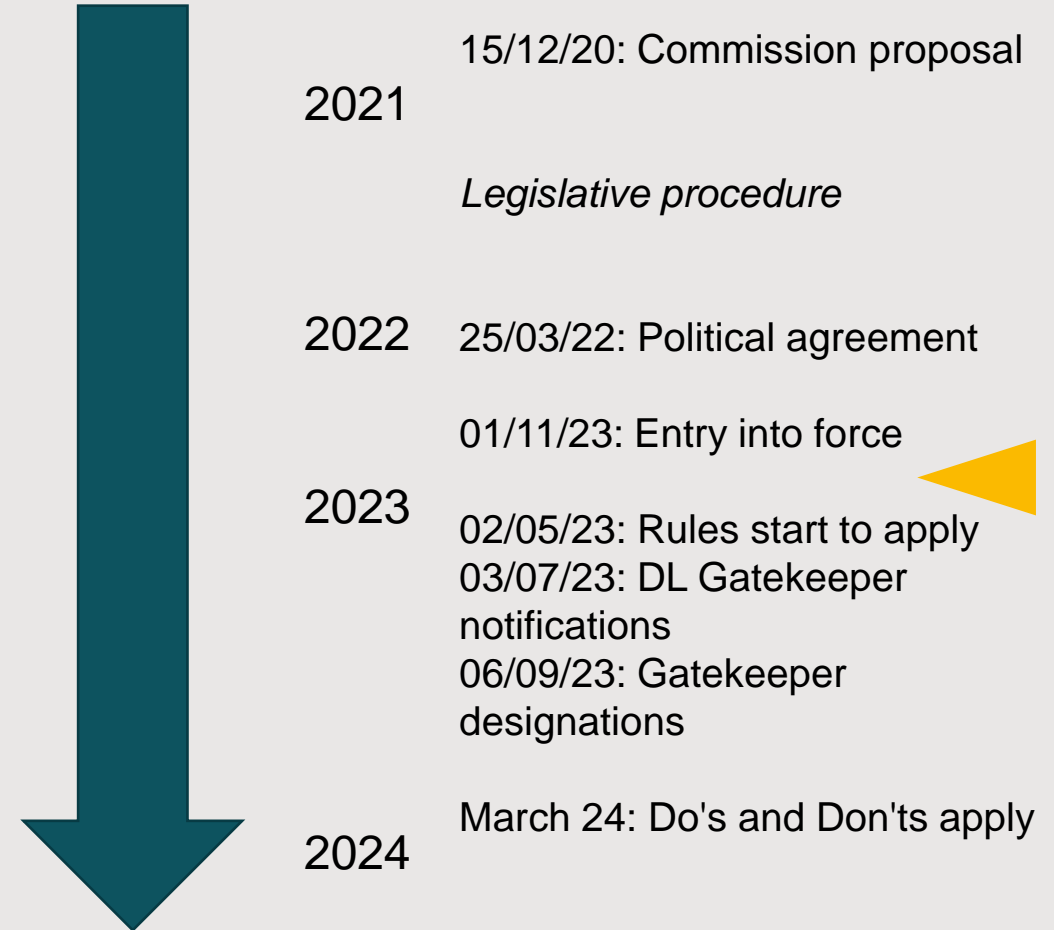 15/12/20: Commission proposal
2021
Legislative procedure
2022
25/03/22: Political agreement
01/11/23: Entry into force
2023
02/05/23: Rules start to apply
03/07/23: DL Gatekeeper
notifications
06/09/23: Gatekeeper
designations
March 24: Do's and Don'ts apply
2024